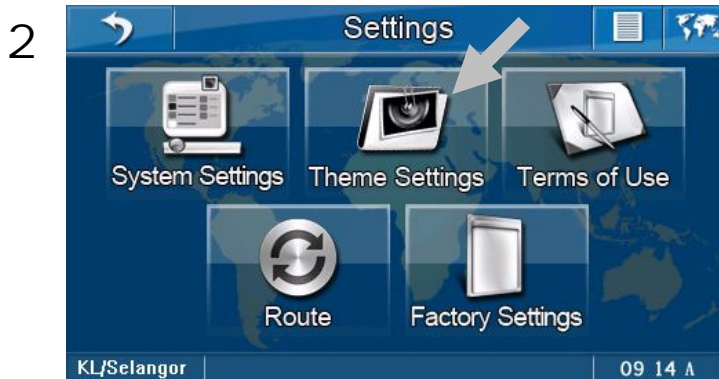 2
Settings
System Settings Theme Settings Terms of Use
Route Factory Settings
KL/Selangor 09 14 A